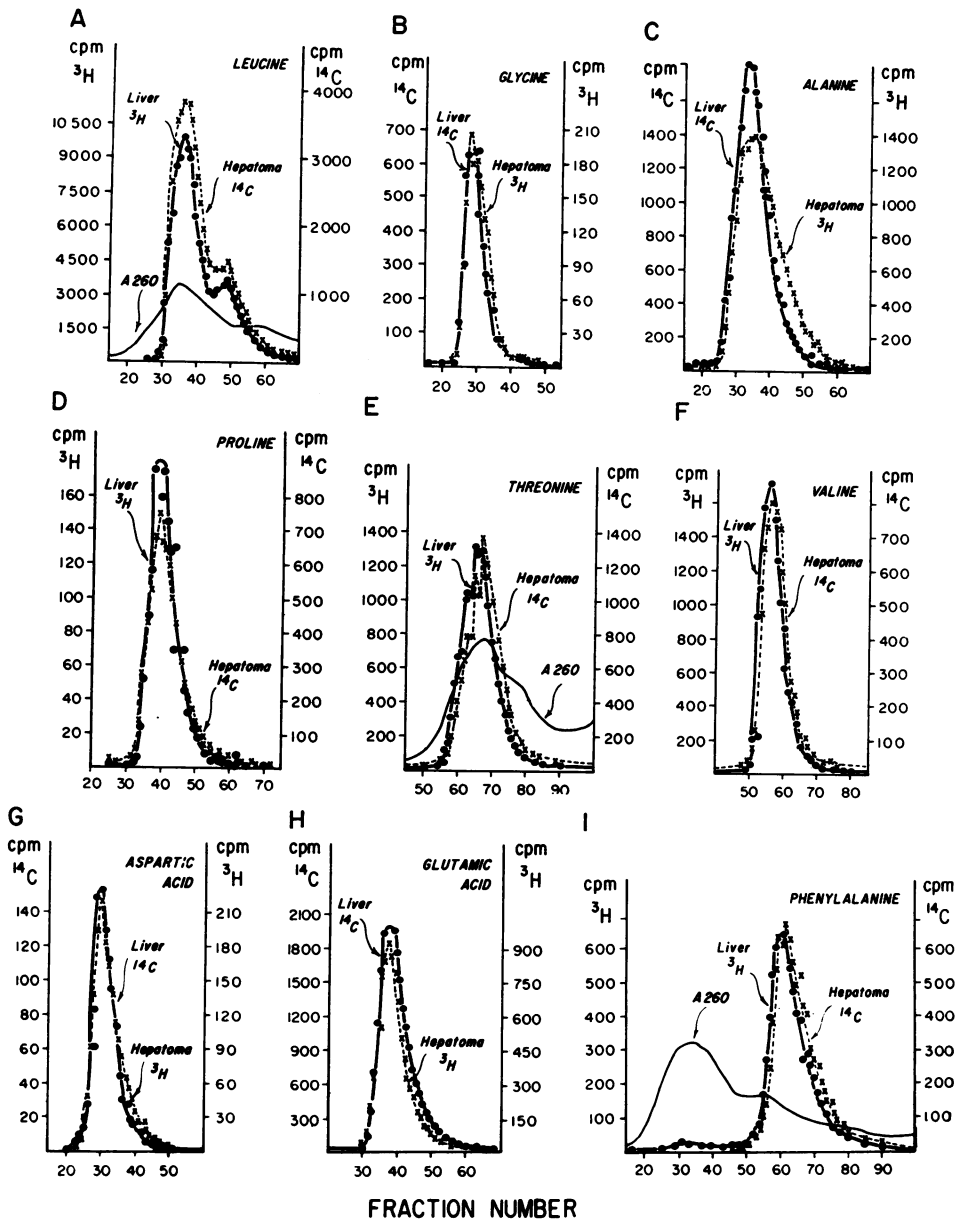 A
cpm
³H
cpm
¹⁴C
LEUCINE
Liver
³H
Hepatoma
¹⁴C
A260
10 500
9000
7 500
6000
4500
3000
1 500
4000
3000
2000
1000
20 30 40 50 60
B
cpm
¹⁴C
cpm
³H
GLYCINE
Liver
¹⁴C
Hepatoma
³H
700
600
500
400
300
200
100
210
180
150
120
90
60
30
20 30 40 50
C
cpm
¹⁴C
cpm
³H
ALANINE
Liver
¹⁴C
Hepatoma
³H
1400
1200
1000
800
600
400
200
1400
1200
1000
800
600
400
200
20 30 40 50 60
D
cpm
³H
cpm
¹⁴C
PROLINE
Liver
³H
Hepatoma
¹⁴C
160
140
120
100
80
60
40
20
800
700
600
500
400
300
200
100
20 30 40 50 60 70
E
cpm
³H
cpm
¹⁴C
THREONINE
Liver
³H
Hepatoma
¹⁴C
A260
1400
1200
1000
800
600
400
200
1400
1200
1000
800
600
400
200
50 60 70 80 90
F
cpm
³H
cpm
¹⁴C
VALINE
Liver
³H
Hepatoma
¹⁴C
1400
1200
1000
800
600
400
200
800
700
600
500
400
300
200
100
50 60 70 80
G
cpm
¹⁴C
cpm
³H
ASPARTIC
ACID
Liver
¹⁴C
Hepatoma
³H
140
120
100
80
60
40
20
210
180
150
120
90
60
30
20 30 40 50
H
cpm
¹⁴C
cpm
³H
GLUTAMIC
ACID
Liver
¹⁴C
Hepatoma
³H
2100
1800
1500
1200
900
600
300
900
750
600
450
300
150
30 40 50 60
I
cpm
³H
cpm
¹⁴C
PHENYLALANINE
Liver
³H
Hepatoma
¹⁴C
A260
600
500
400
300
200
100
600
500
400
300
200
100
20 30 40 50 60 70 80 90
FRACTION NUMBER